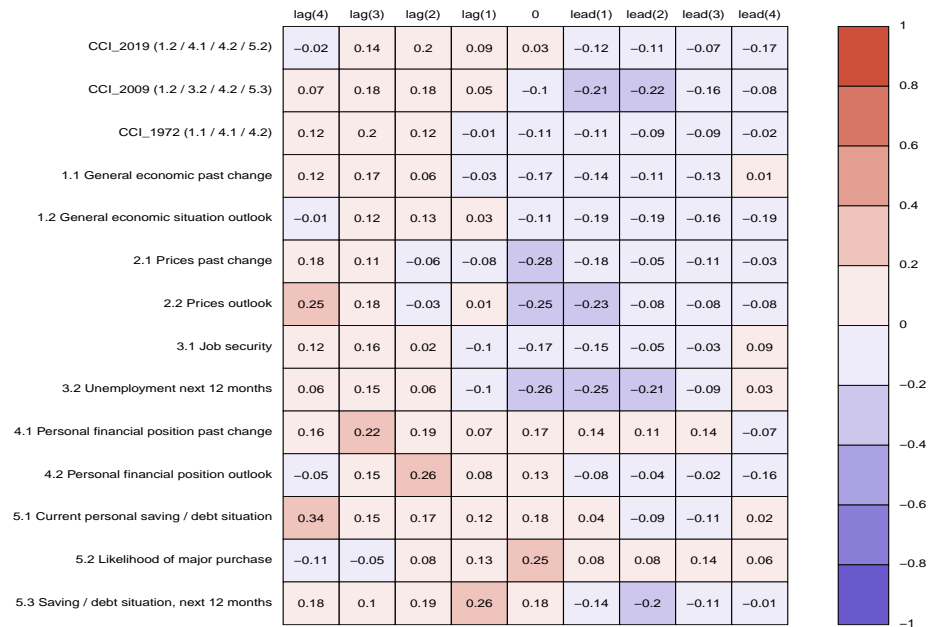 lag(4) lag(3) lag(2) lag(1) 0 lead(1) lead(2) lead(3) lead(4)
CCI_2019 (1.2 / 4.1 / 4.2 / 5.2) −0.02 0.14 0.2 0.09 0.03 −0.12 −0.11 −0.07 −0.17
CCI_2009 (1.2 / 3.2 / 4.2 / 5.3) 0.07 0.18 0.18 0.05 −0.1 −0.21 −0.22 −0.16 −0.08
CCI_1972 (1.1 / 4.1 / 4.2) 0.12 0.2 0.12 −0.01 −0.11 −0.11 −0.09 −0.09 −0.02
1.1 General economic past change 0.12 0.17 0.06 −0.03 −0.17 −0.14 −0.11 −0.13 0.01
1.2 General economic situation outlook −0.01 0.12 0.13 0.03 −0.11 −0.19 −0.19 −0.16 −0.19
2.1 Prices past change 0.18 0.11 −0.06 −0.08 −0.28 −0.18 −0.05 −0.11 −0.03
2.2 Prices outlook 0.25 0.18 −0.03 0.01 −0.25 −0.23 −0.08 −0.08 −0.08
3.1 Job security 0.12 0.16 0.02 −0.1 −0.17 −0.15 −0.05 −0.03 0.09
3.2 Unemployment next 12 months 0.06 0.15 0.06 −0.1 −0.26 −0.25 −0.21 −0.09 0.03
4.1 Personal financial position past change 0.16 0.22 0.19 0.07 0.17 0.14 0.11 0.14 −0.07
4.2 Personal financial position outlook −0.05 0.15 0.26 0.08 0.13 −0.08 −0.04 −0.02 −0.16
5.1 Current personal saving / debt situation 0.34 0.15 0.17 0.12 0.18 0.04 −0.09 −0.11 0.02
5.2 Likelihood of major purchase −0.11 −0.05 0.08 0.13 0.25 0.08 0.08 0.14 0.06
5.3 Saving / debt situation, next 12 months 0.18 0.1 0.19 0.26 0.18 −0.14 −0.2 −0.11 −0.01
1
0.8
0.6
0.4
0.2
0
−0.2
−0.4
−0.6
−0.8
−1